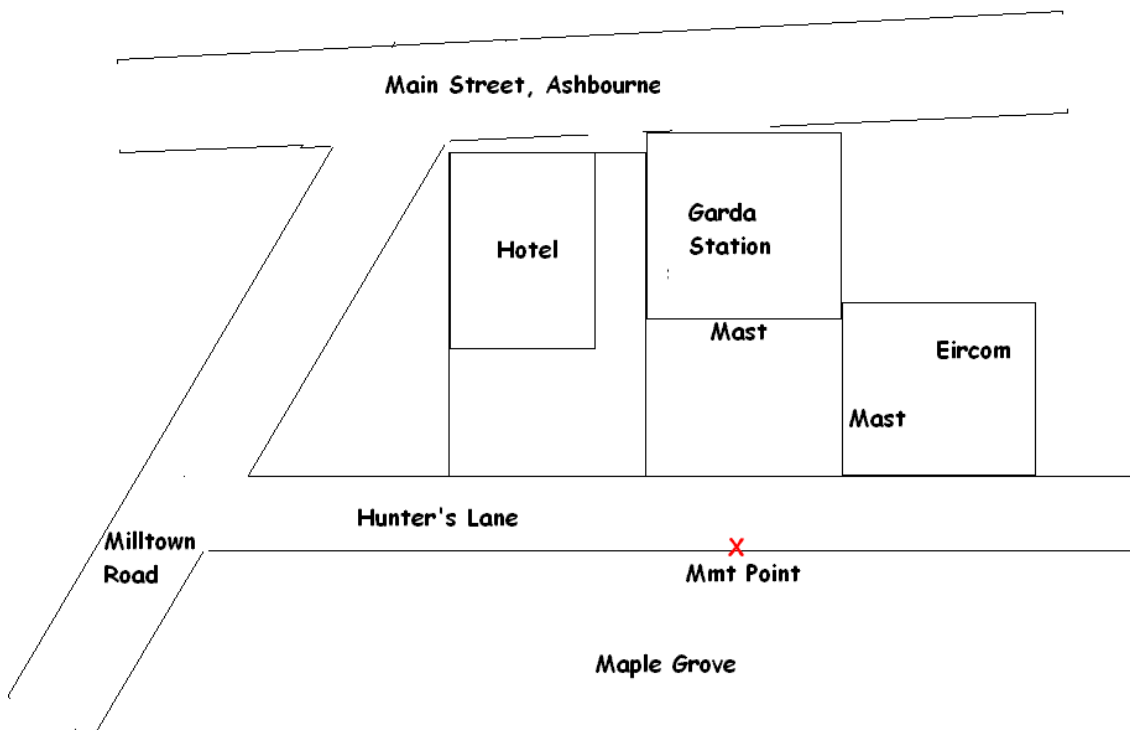 Main Street, Ashbourne
Garda
Station
Hotel
Mast
Eircom
Mast
Hunter's Lane
Milltown
Road
X
Mmt Point
Maple Grove